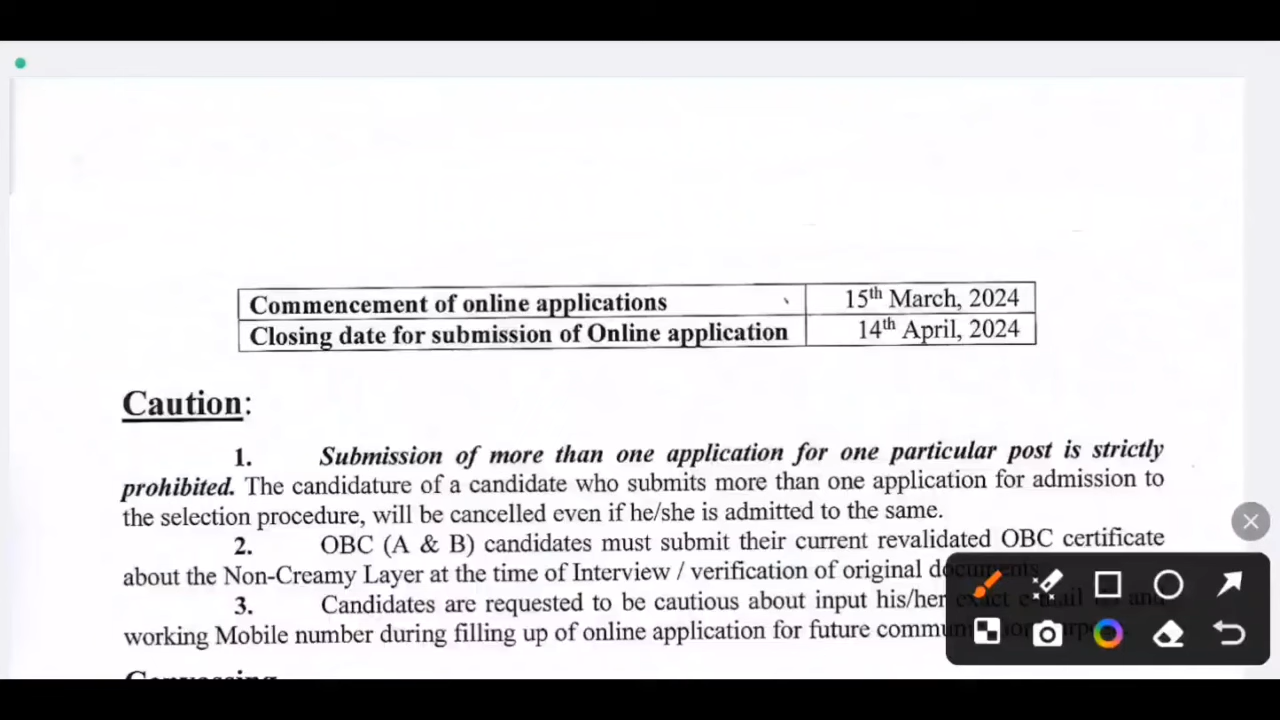 Commencement of online applications 15th March, 2024
Closing date for submission of Online application 14th April, 2024
Caution:
1. Submission of more than one application for one particular post is strictly
prohibited. The candidature of a candidate who submits more than one application for admission to
the selection procedure, will be cancelled even if he/she is admitted to the same.
2. OBC (A & B) candidates must submit their current revalidated OBC certificate
about the Non-Creamy Layer at the time of Interview / verification of original documents
3. Candidates are requested to be cautious about input his/her exact e-mail and
working Mobile number during filling up of online application for future
Canvassing